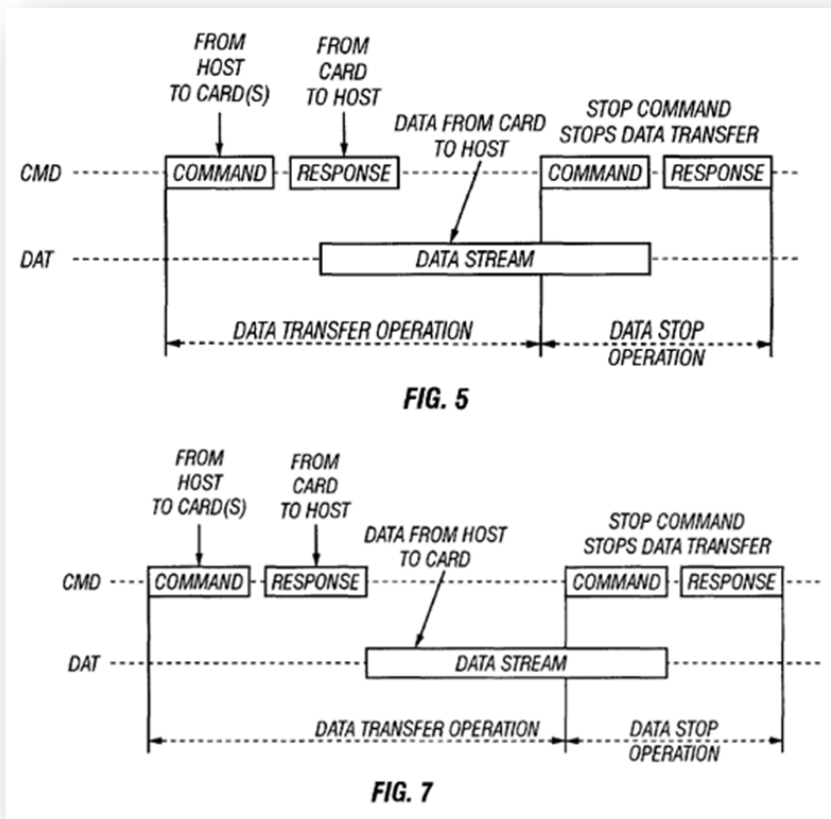 FROM
HOST
TO CARD(S)
FROM
CARD
TO HOST
DATA FROM CARD
TO HOST
STOP COMMAND
STOPS DATA TRANSFER
CMD COMMAND RESPONSE COMMAND RESPONSE
DAT DATA STREAM
DATA TRANSFER OPERATION
DATA STOP
OPERATION
FIG. 5
FROM
HOST
TO CARD(S)
FROM
CARD
TO HOST
DATA FROM HOST
TO CARD
STOP COMMAND
STOPS DATA TRANSFER
CMD COMMAND RESPONSE COMMAND RESPONSE
DAT DATA STREAM
DATA TRANSFER OPERATION
DATA STOP
OPERATION
FIG. 7